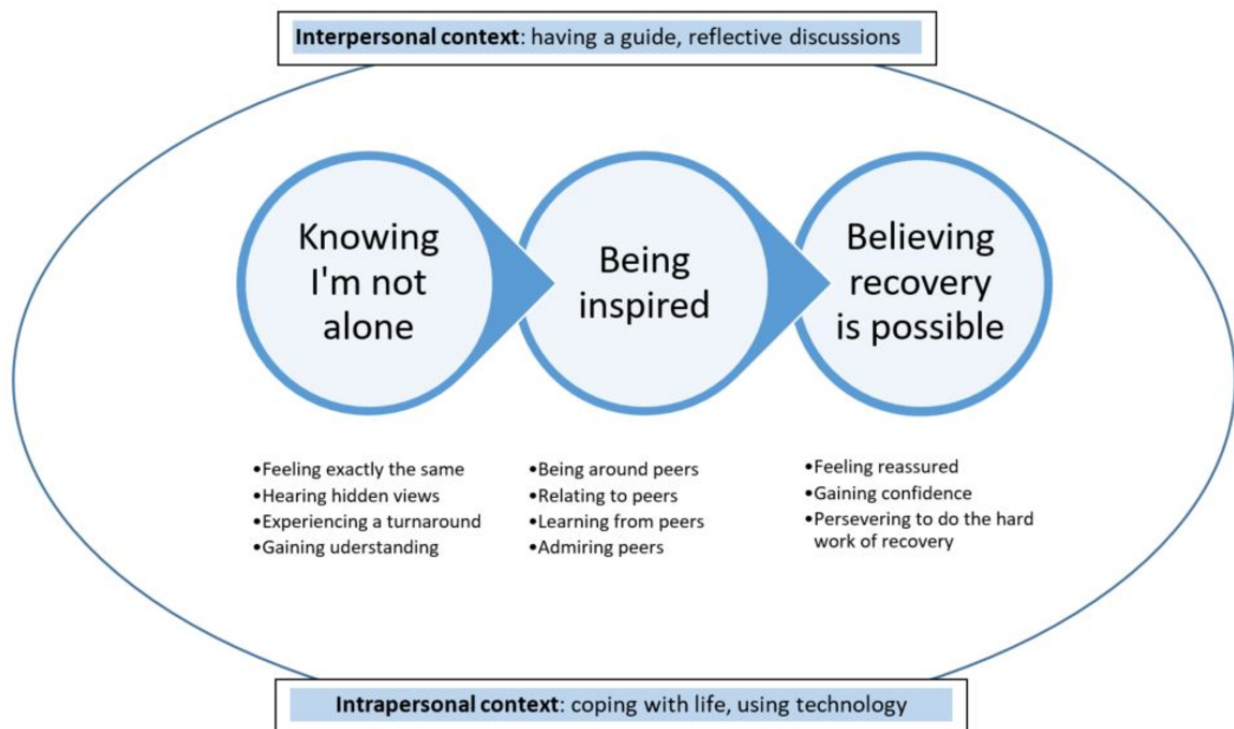 Interpersonal context: having a guide, reflective discussions
Knowing
I'm not
alone
Being
inspired
Believing
recovery
is possible
•Feeling exactly the same
•Hearing hidden views
•Experiencing a turnaround
•Gaining uderstanding
•Being around peers
•Relating to peers
•Learning from peers
•Admiring peers
•Feeling reassured
•Gaining confidence
•Persevering to do the hard
work of recovery
Intrapersonal context: coping with life, using technology